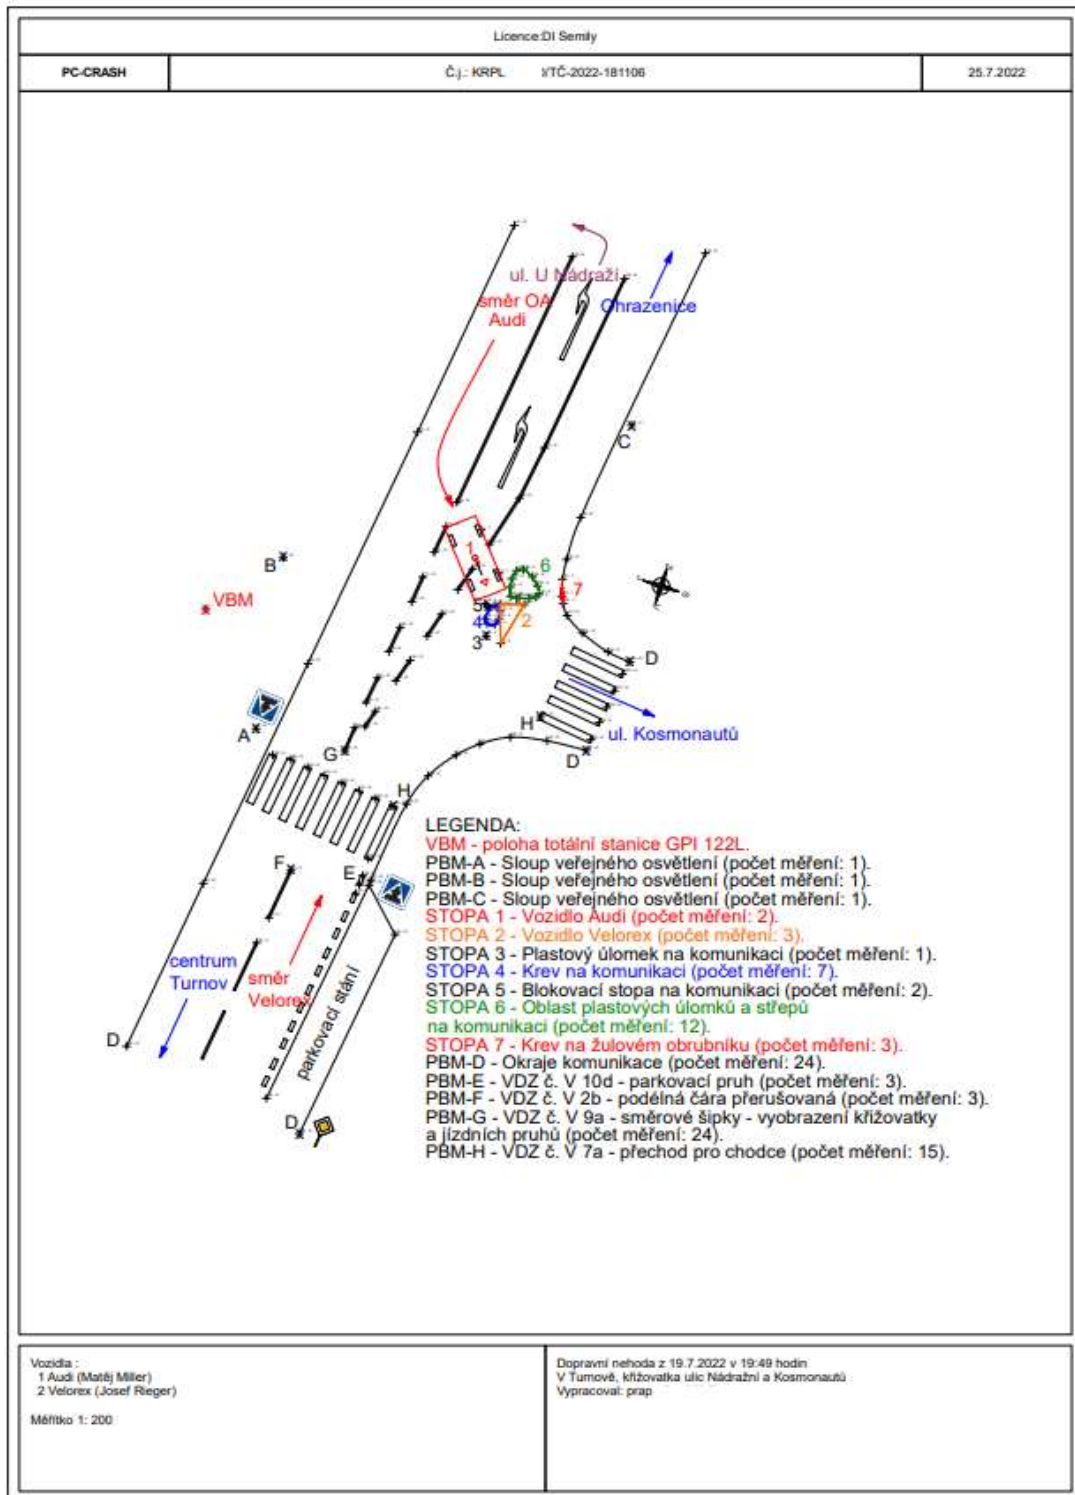 Licence:DI Semily
PC-CRASH
Č.j.: KRPL
/TČ-2022-181106
25.7.2022
ul. U Nádraží
směr OA
Audi
Ohrazenice
C
B
VBM
1
6
7
5
4
2
3
D
A
G
H
D
ul. Kosmonautů
H
F
E
centrum
Turnov
směr
Velorex
parkovací stání
D
D
LEGENDA:
VBM - poloha totální stanice GPI 122L.
PBM-A - Sloup veřejného osvětlení (počet měření: 1).
PBM-B - Sloup veřejného osvětlení (počet měření: 1).
PBM-C - Sloup veřejného osvětlení (počet měření: 1).
STOPA 1 - Vozidlo Audi (počet měření: 2).
STOPA 2 - Vozidlo Velorex (počet měření: 3).
STOPA 3 - Plastový úlomek na komunikaci (počet měření: 1).
STOPA 4 - Krev na komunikaci (počet měření: 7).
STOPA 5 - Blokovací stopa na komunikaci (počet měření: 2).
STOPA 6 - Oblast plastových úlomků a střepů
na komunikaci (počet měření: 12).
STOPA 7 - Krev na žulovém obrubníku (počet měření: 3).
PBM-D - Okraje komunikace (počet měření: 24).
PBM-E - VDZ č. V 10d - parkovací pruh (počet měření: 3).
PBM-F - VDZ č. V 2b - podélná čára přerušovaná (počet měření: 3).
PBM-G - VDZ č. V 9a - směrové šipky - vyobrazení křižovatky
a jízdních pruhů (počet měření: 24).
PBM-H - VDZ č. V 7a - přechod pro chodce (počet měření: 15).
Vozidla :
1 Audi (Matěj Miller)
2 Velorex (Josef Rieger)
Měřítko 1: 200
Dopravní nehoda z 19.7.2022 v 19:49 hodin
V Turnově, křižovatka ulic Nádražní a Kosmonautů
Vypracoval: prap